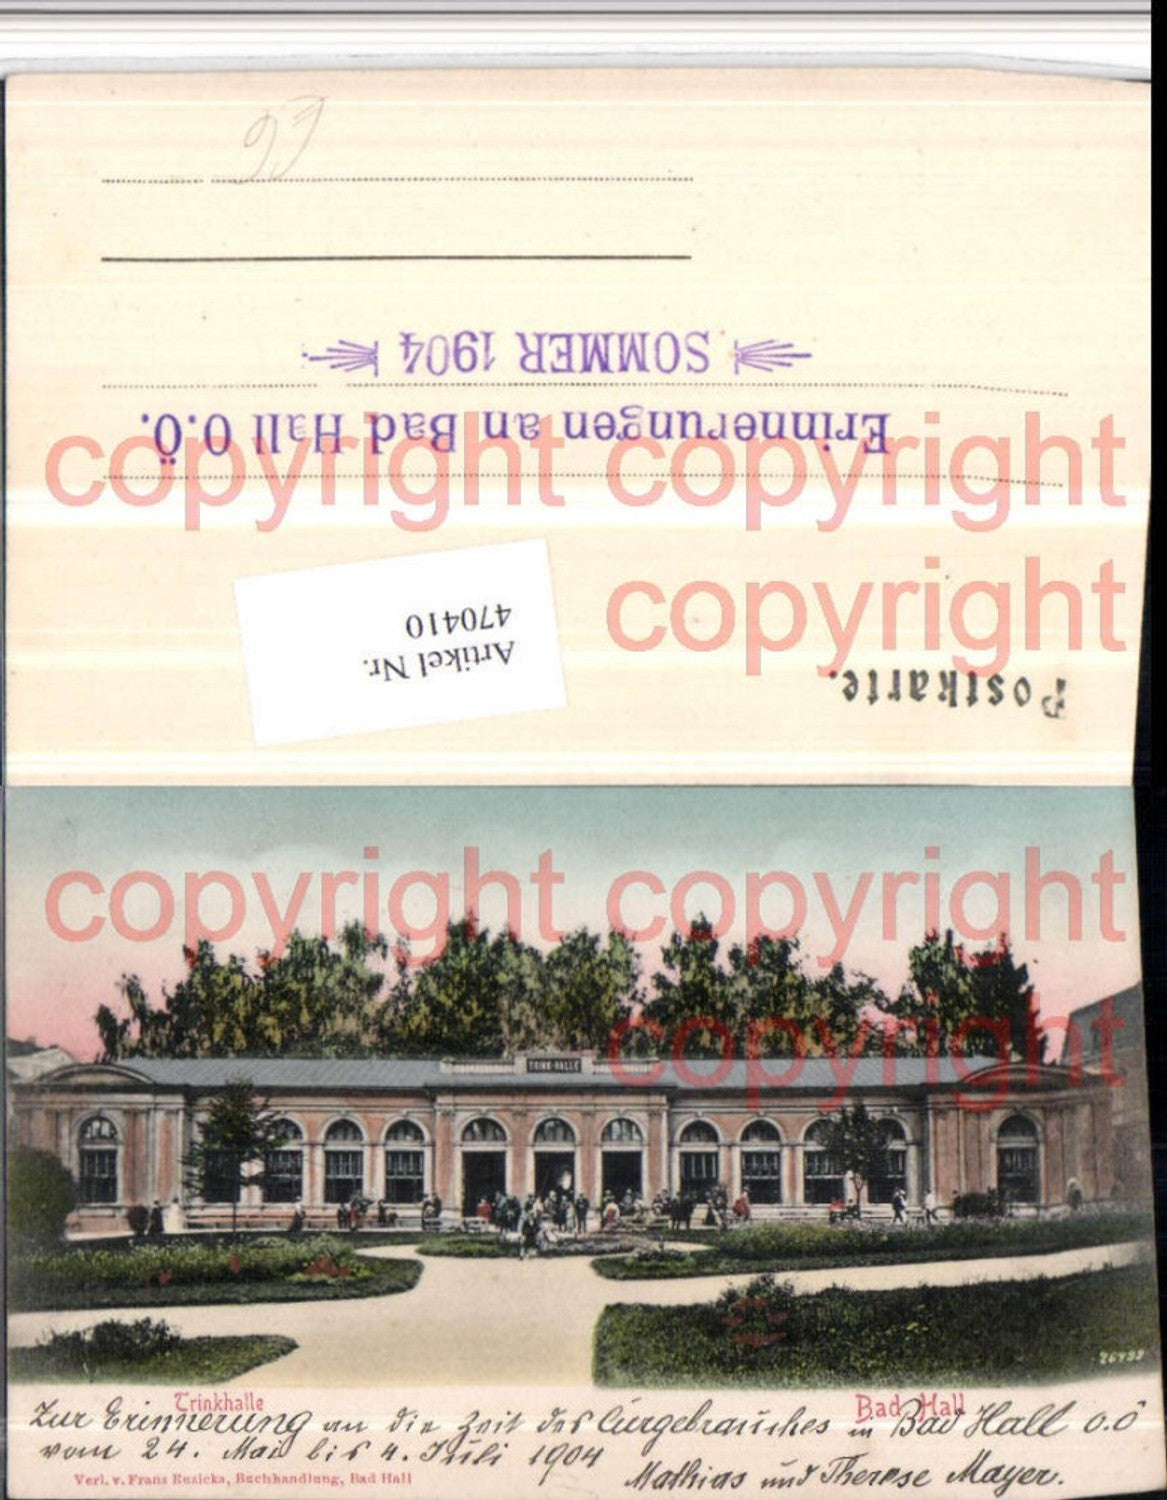 SOMMER 1904
Erinnerungen an Bad Hall O.Ö.
Artikel Nr.
470410
Postkarte.
copyright copyright
copyright
copyright copyright
copyright
TRINK-HALLE
26499
Trinkhalle Bad Hall
Zur Erinnerung an die Zeit des Curgebrauches in Bad Hall o.ö
vom 24. Mai bis 4. Juli 1904
Verl. v. Franz Rusicka, Buchhandlung, Bad Hall
Mathias und Therese Mayer.